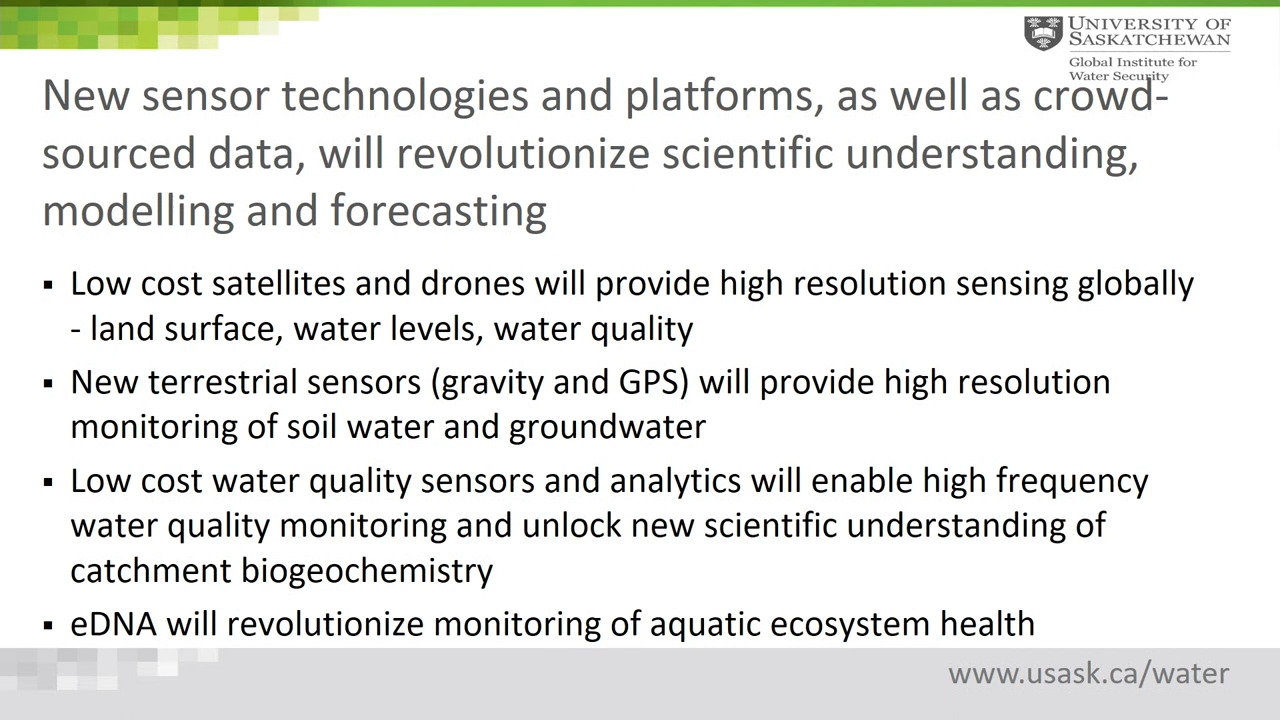 UNIVERSITY OF
SASKATCHEWAN
Global Institute for
Water Security
New sensor technologies and platforms, as well as crowd-
sourced data, will revolutionize scientific understanding,
modelling and forecasting
▪ Low cost satellites and drones will provide high resolution sensing globally
- land surface, water levels, water quality
▪ New terrestrial sensors (gravity and GPS) will provide high resolution
monitoring of soil water and groundwater
▪ Low cost water quality sensors and analytics will enable high frequency
water quality monitoring and unlock new scientific understanding of
catchment biogeochemistry
▪ eDNA will revolutionize monitoring of aquatic ecosystem health
www.usask.ca/water